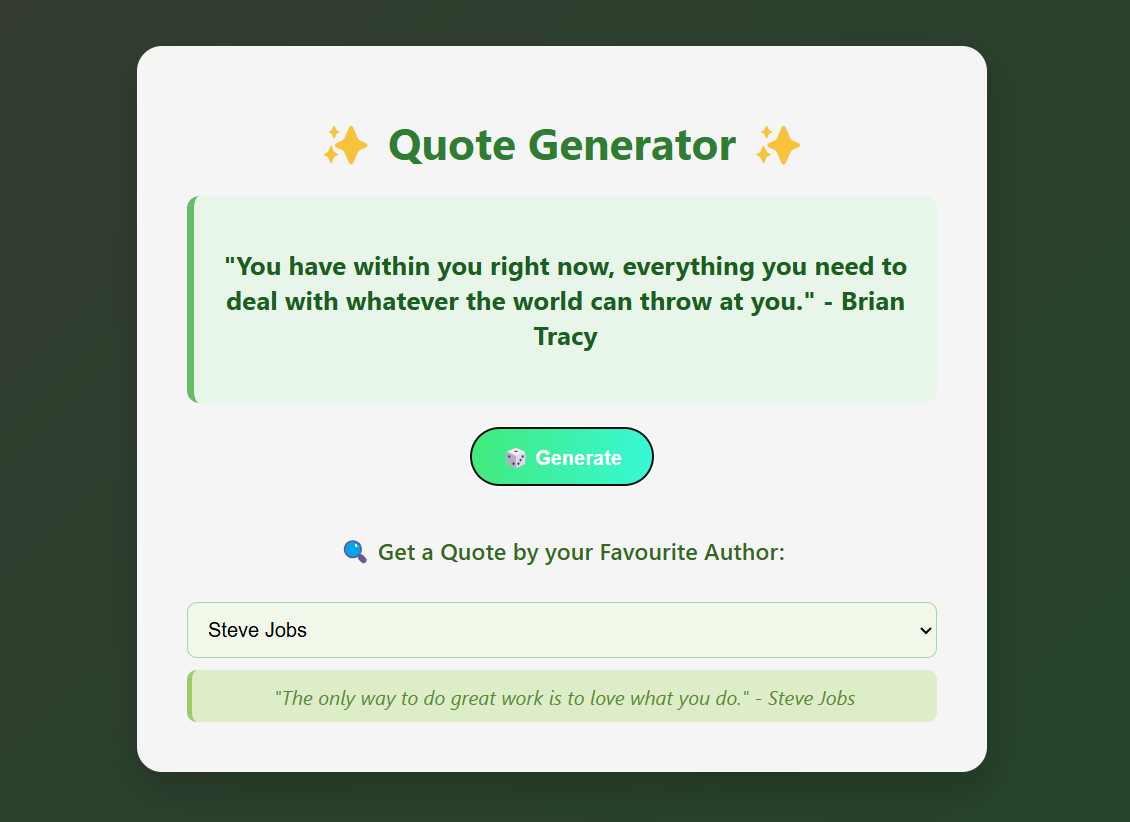 ✨ Quote Generator ✨
"You have within you right now, everything you need to
deal with whatever the world can throw at you." - Brian
Tracy
🎲 Generate
🔍 Get a Quote by your Favourite Author:
Steve Jobs
"The only way to do great work is to love what you do." - Steve Jobs